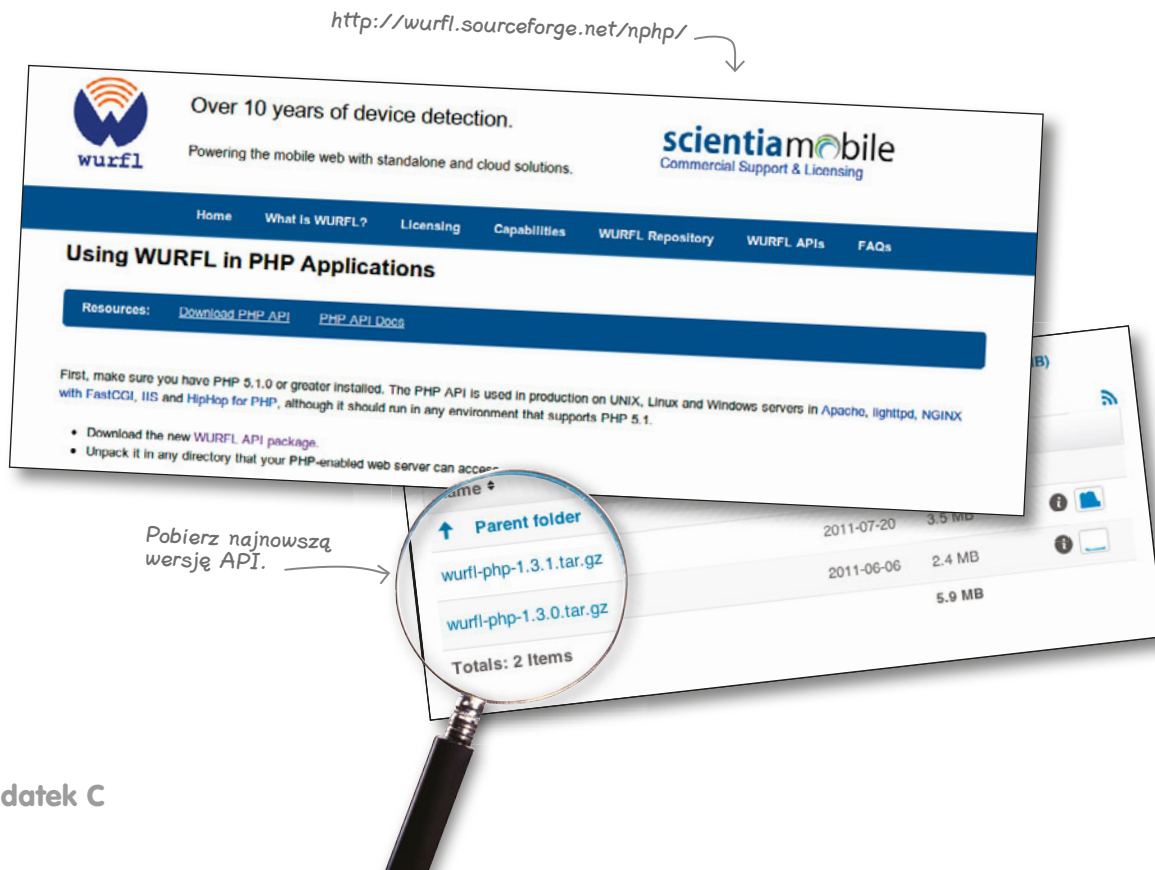 http://wurfl.sourceforge.net/nphp/
wurfl
Over 10 years of device detection.
Powering the mobile web with standalone and cloud solutions.
scientiamobile
Commercial Support & Licensing
Home What is WURFL? Licensing Capabilities WURFL Repository WURFL APIs FAQs
Using WURFL in PHP Applications
Resources: Download PHP API PHP API Docs
First, make sure you have PHP 5.1.0 or greater installed. The PHP API is used in production on UNIX, Linux and Windows servers in Apache, lighttpd, NGINX
with FastCGI, IIS and HipHop for PHP, although it should run in any environment that supports PHP 5.1.
• Download the new WURFL API package.
• Unpack it in any directory that your PHP-enabled web server can access
B)
ame
Parent folder
wurfl-php-1.3.1.tar.gz 2011-07-20 3.5 MB
wurfl-php-1.3.0.tar.gz 2011-06-06 2.4 MB
Totals: 2 Items 5.9 MB
Pobierz najnowszą
wersję API.
datek C